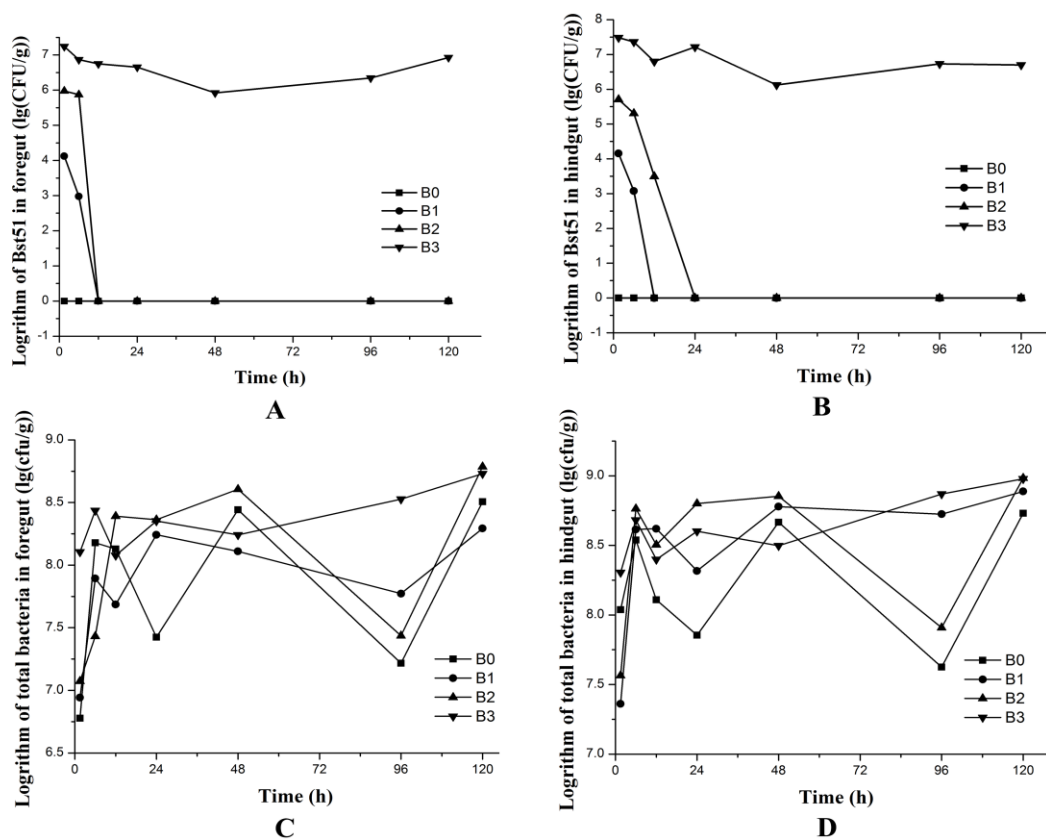 Logrithm of Bst51 in foregut (lg(CFU/g))
7
6
5
4
3
2
1
0
-1
0
24
48
72
96
120
B0
B1
B2
B3
Time (h)
A
Logrithm of Bst51 in hindgut (lg(CFU/g))
8
7
6
5
4
3
2
1
0
-1
0
24
48
72
96
120
B0
B1
B2
B3
Time (h)
B
Logrithm of total bacteria in foregut (lg(cfu/g))
9.0
8.5
8.0
7.5
7.0
6.5
0
24
48
72
96
120
B0
B1
B2
B3
Time (h)
C
Logrithm of total bacteria in hindgut (lg(cfu/g))
9.0
8.5
8.0
7.5
7.0
0
24
48
72
96
120
B0
B1
B2
B3
Time (h)
D